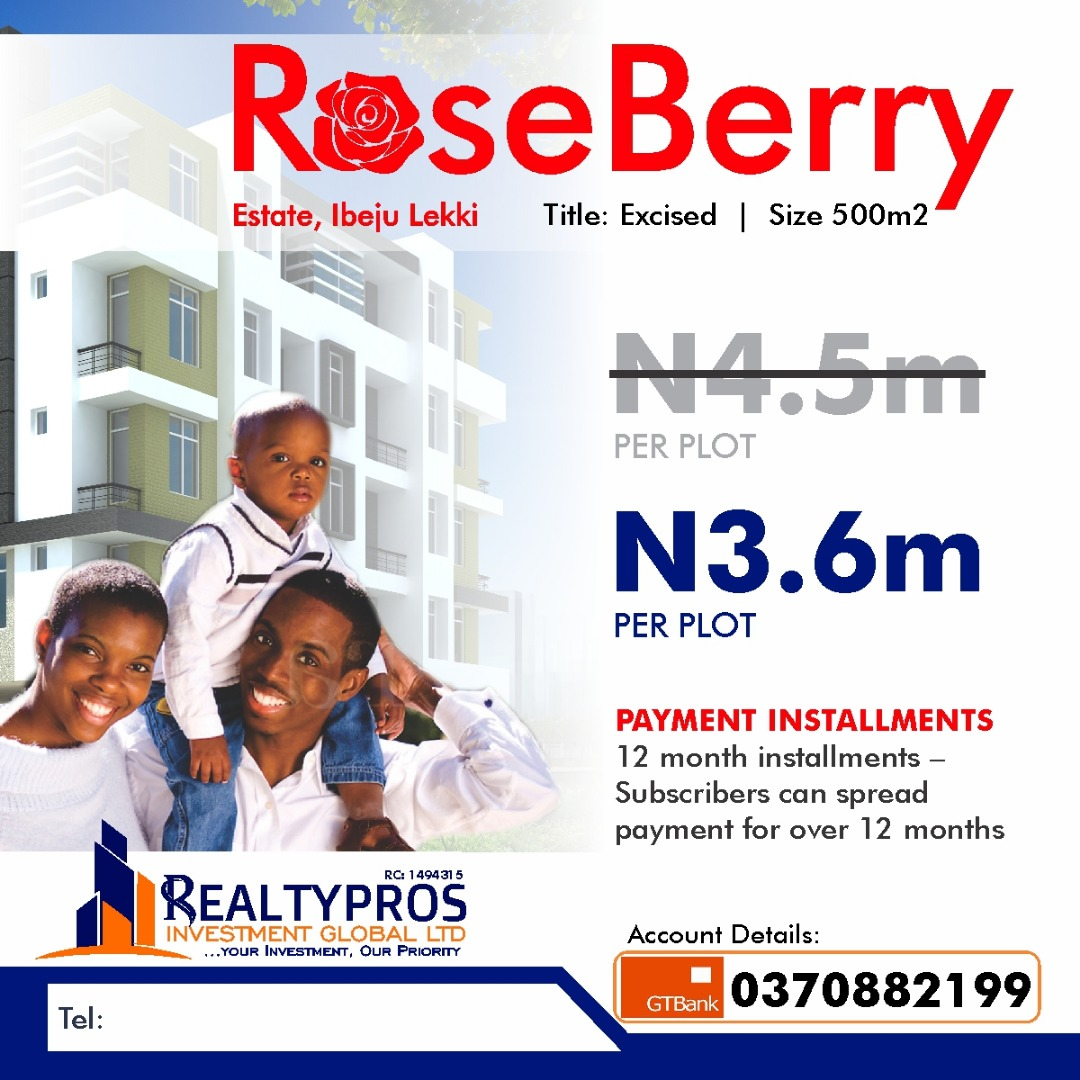 RoseBerry
Estate, Ibeju Lekki
Title: Excised | Size 500m2
N4.5m
PER PLOT
N3.6m
PER PLOT
PAYMENT INSTALLMENTS
12 month installments –
Subscribers can spread
payment for over 12 months
RC: 1494315
REALTYPROS
INVESTMENT GLOBAL LTD
...YOUR INVESTMENT, OUR PRIORITY
Account Details:
GTBank 0370882199
Tel: